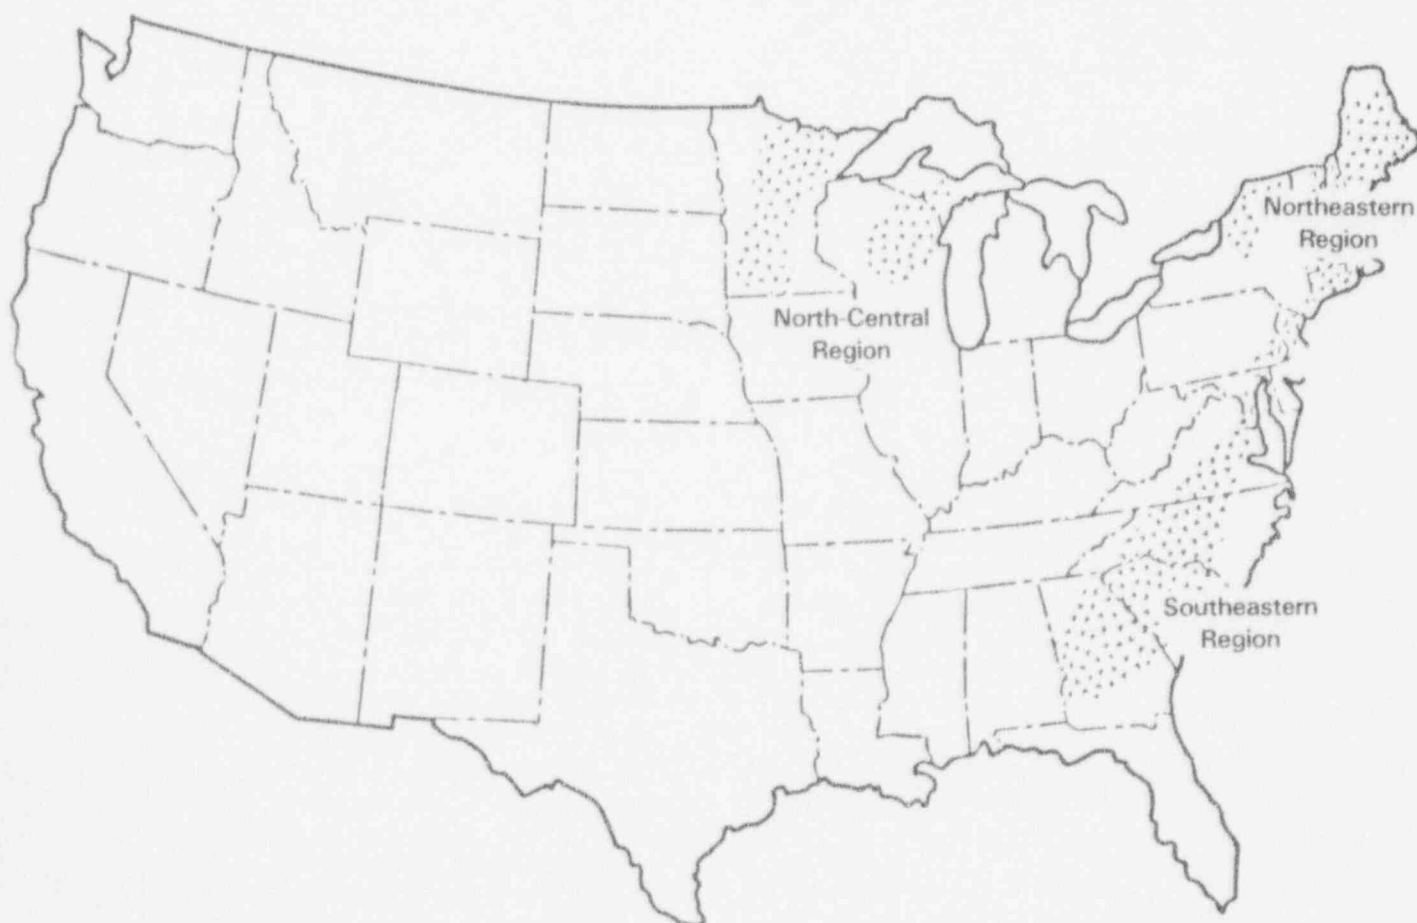 Northeastern
Region
North-Central
Region
Southeastern
Region